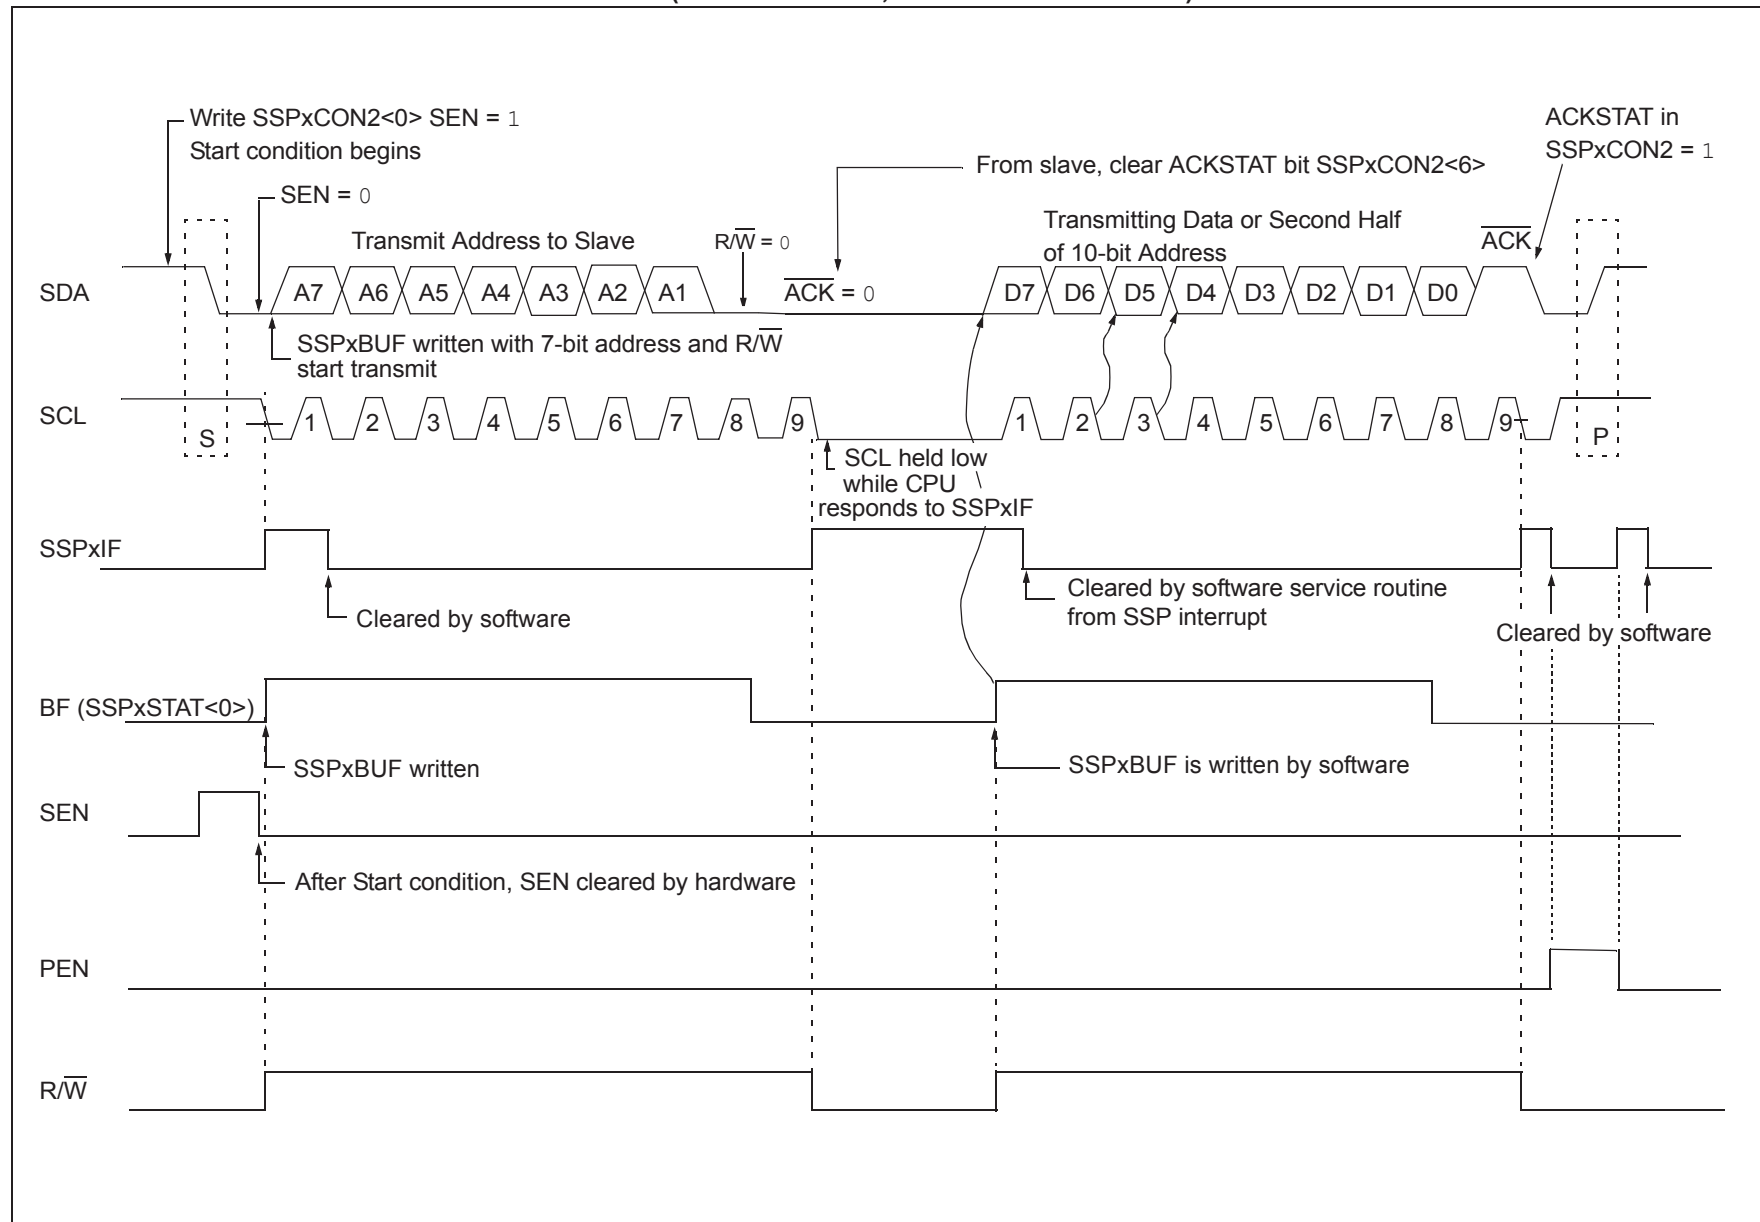 Write SSPxCON2<0> SEN = 1
Start condition begins
ACKSTAT in
SSPxCON2 = 1
From slave, clear ACKSTAT bit SSPxCON2<6>
SEN = 0
Transmitting Data or Second Half
of 10-bit Address
Transmit Address to Slave
R/W̅ = 0
A̅C̅K̅
SDA
A7 A6 A5 A4 A3 A2 A1
A̅C̅K̅ = 0
D7 D6 D5 D4 D3 D2 D1 D0
SSPxBUF written with 7-bit address and R/W̅
start transmit
SCL
S
1 2 3 4 5 6 7 8 9
1 2 3 4 5 6 7 8 9
P
SCL held low
while CPU
responds to SSPxIF
SSPxIF
Cleared by software
Cleared by software service routine
from SSP interrupt
Cleared by software
BF (SSPxSTAT<0>)
SSPxBUF written
SSPxBUF is written by software
SEN
After Start condition, SEN cleared by hardware
PEN
R/W̅